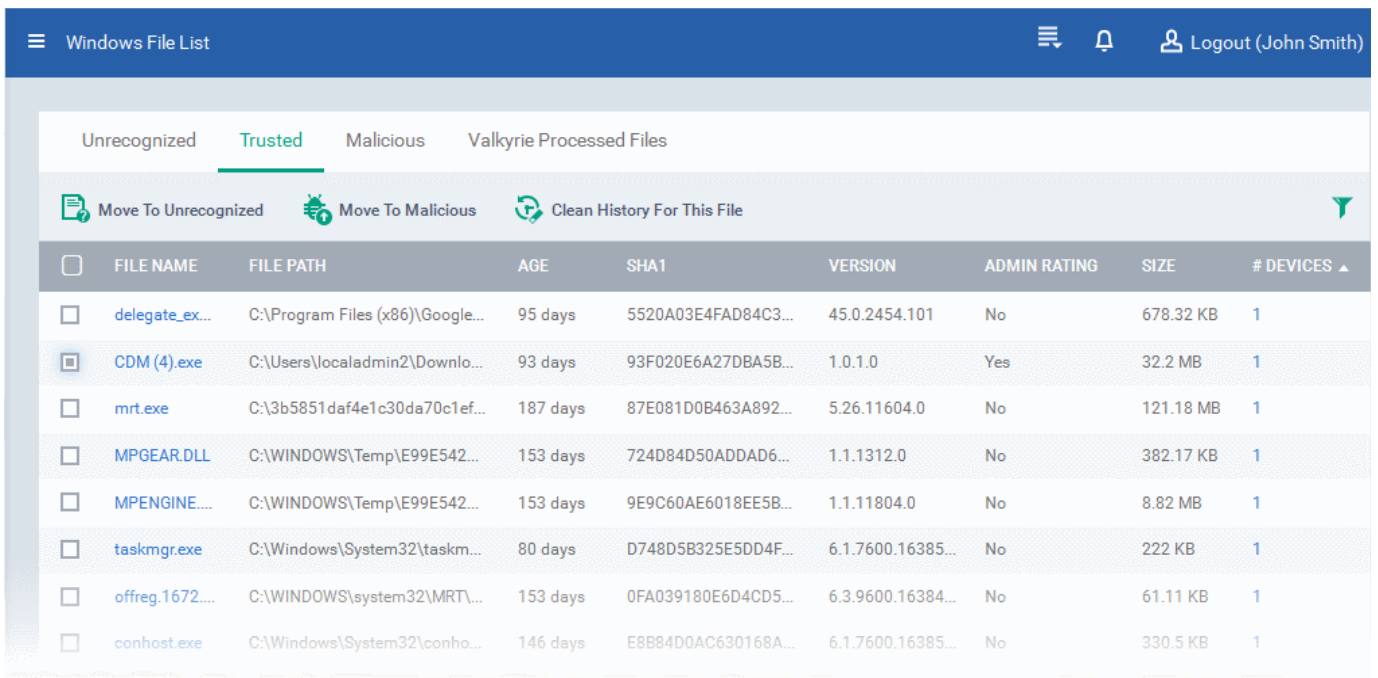 Windows File List Logout (John Smith)
Unrecognized Trusted Malicious Valkyrie Processed Files
Move To Unrecognized Move To Malicious Clean History For This File
FILE NAME FILE PATH AGE SHA1 VERSION ADMIN RATING SIZE # DEVICES
delegate_ex... C:\Program Files (x86)\Google... 95 days 5520A03E4FAD84C3... 45.0.2454.101 No 678.32 KB 1
CDM (4).exe C:\Users\localadmin2\Downlo... 93 days 93F020E6A27DBA5B... 1.0.1.0 Yes 32.2 MB 1
mrt.exe C:\3b5851daf4e1c30da70c1ef... 187 days 87E081D0B463A892... 5.26.11604.0 No 121.18 MB 1
MPGEAR.DLL C:\WINDOWS\Temp\E99E542... 153 days 724D84D50ADDAD6... 1.1.1312.0 No 382.17 KB 1
MPENGINE.... C:\WINDOWS\Temp\E99E542... 153 days 9E9C60AE6018EE5B... 1.1.11804.0 No 8.82 MB 1
taskmgr.exe C:\Windows\System32\taskm... 80 days D748D5B325E5DD4F... 6.1.7600.16385... No 222 KB 1
offreg.1672.... C:\WINDOWS\system32\MRT\... 153 days 0FA039180E6D4CD5... 6.3.9600.16384... No 61.11 KB 1
conhost.exe C:\Windows\System32\conho... 146 days E8B84D0AC630168A... 6.1.7600.16385... No 330.5 KB 1